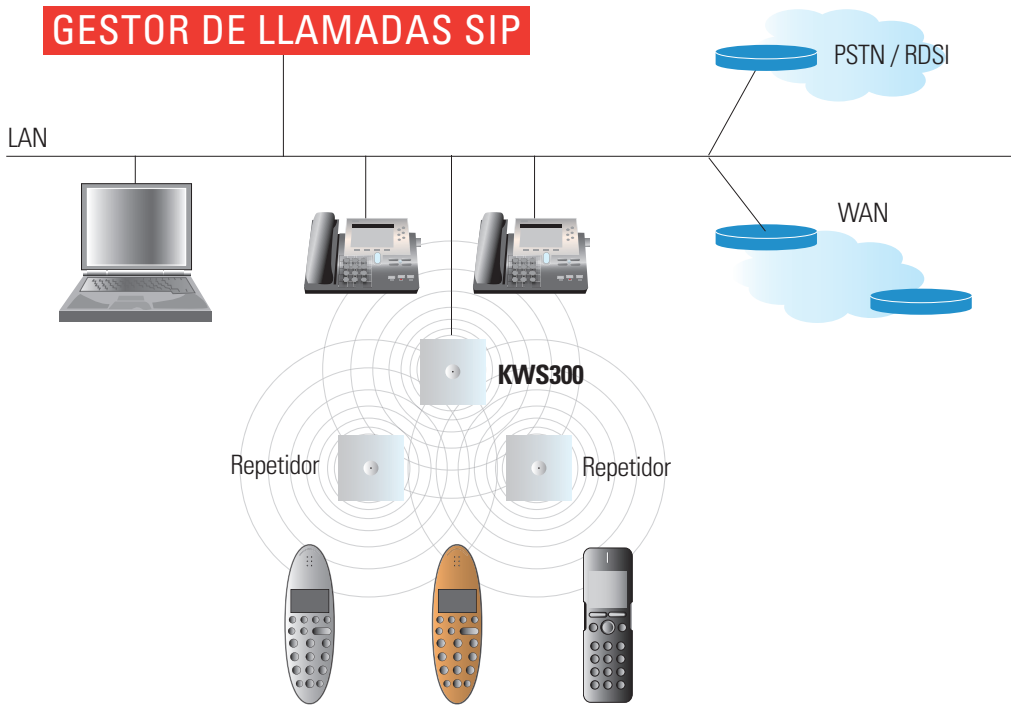 GESTOR DE LLAMADAS SIP
PSTN / RDSI
LAN
WAN
KWS300
Repetidor
Repetidor